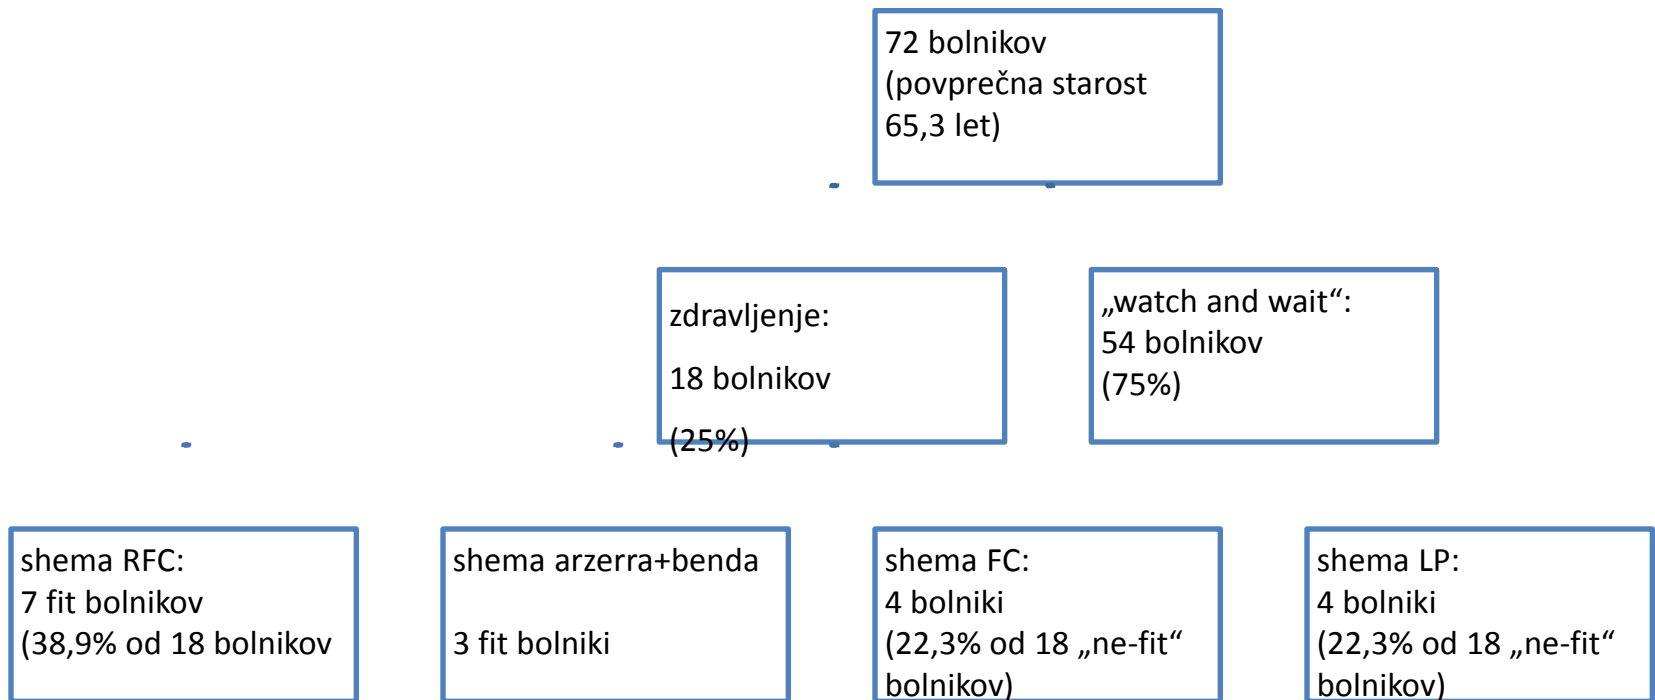 72 bolnikov
(povprečna starost
65,3 let)
zdravljenje:
18 bolnikov
(25%)
„watch and wait“:
54 bolnikov
(75%)
shema RFC:
7 fit bolnikov
(38,9% od 18 bolnikov
shema arzerra+benda
3 fit bolniki
shema FC:
4 bolniki
(22,3% od 18 „ne-fit“
bolnikov)
shema LP:
4 bolniki
(22,3% od 18 „ne-fit“
bolnikov)